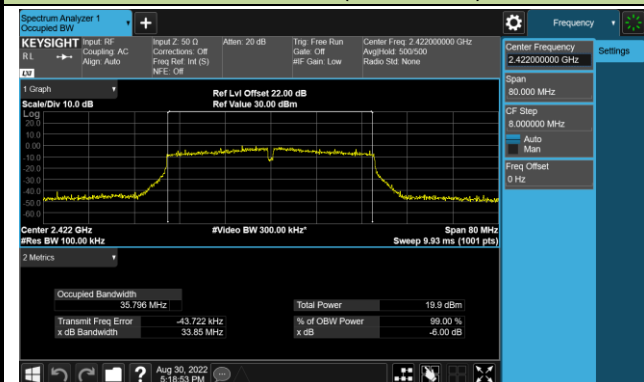 Spectrum Analyzer 1
Occupied BW
Frequency
KEYSIGHT
RL
Input: RF
Coupling: AC
Align: Auto
Input Z: 50 Ω
Corrections: Off
Freq Ref: Int (S)
NFE: Off
Atten: 20 dB
Trig: Free Run
Gate: Off
#IF Gain: Low
Center Freq: 2.422000000 GHz
Avg|Hold: 500/500
Radio Std: None
LXI
1 Graph
Scale/Div 10.0 dB
Ref Lvl Offset 22.00 dB
Ref Value 30.00 dBm
Log
20.0
10.0
0.00
-10.0
-20.0
-30.0
-40.0
-50.0
-60.0
Center 2.422 GHz
#Res BW 100.00 kHz
#Video BW 300.00 kHz*
Span 80 MHz
Sweep 9.93 ms (1001 pts)
2 Metrics
Occupied Bandwidth
35.796 MHz
Total Power 19.9 dBm
Transmit Freq Error -43.722 kHz
% of OBW Power 99.00 %
x dB Bandwidth 33.85 MHz
x dB -6.00 dB
Aug 30, 2022
5:18:53 PM
Center Frequency
2.422000000 GHz
Settings
Span
80.000 MHz
CF Step
8.000000 MHz
Auto
Man
Freq Offset
0 Hz